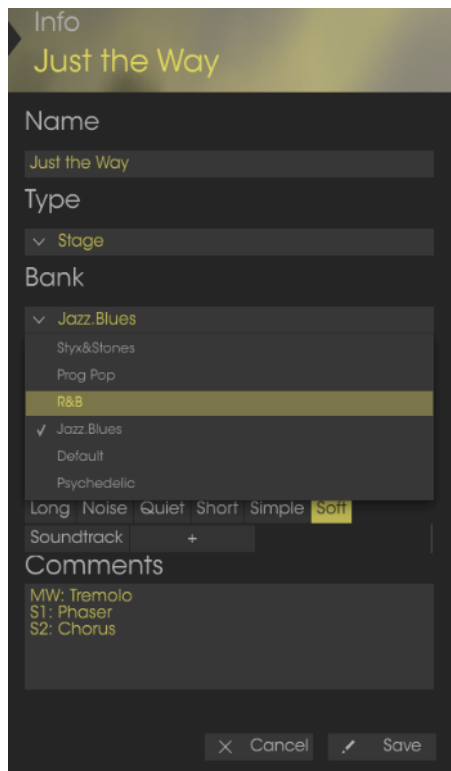 Info
Just the Way
Name
Just the Way
Type
Stage
Bank
Jazz.Blues
Styx&Stones
Prog Pop
R&B
Jazz.Blues
Default
Psychedelic
Long Noise Quiet Short Simple Soft
Soundtrack +
Comments
MW: Tremolo
S1: Phaser
S2: Chorus
Cancel Save